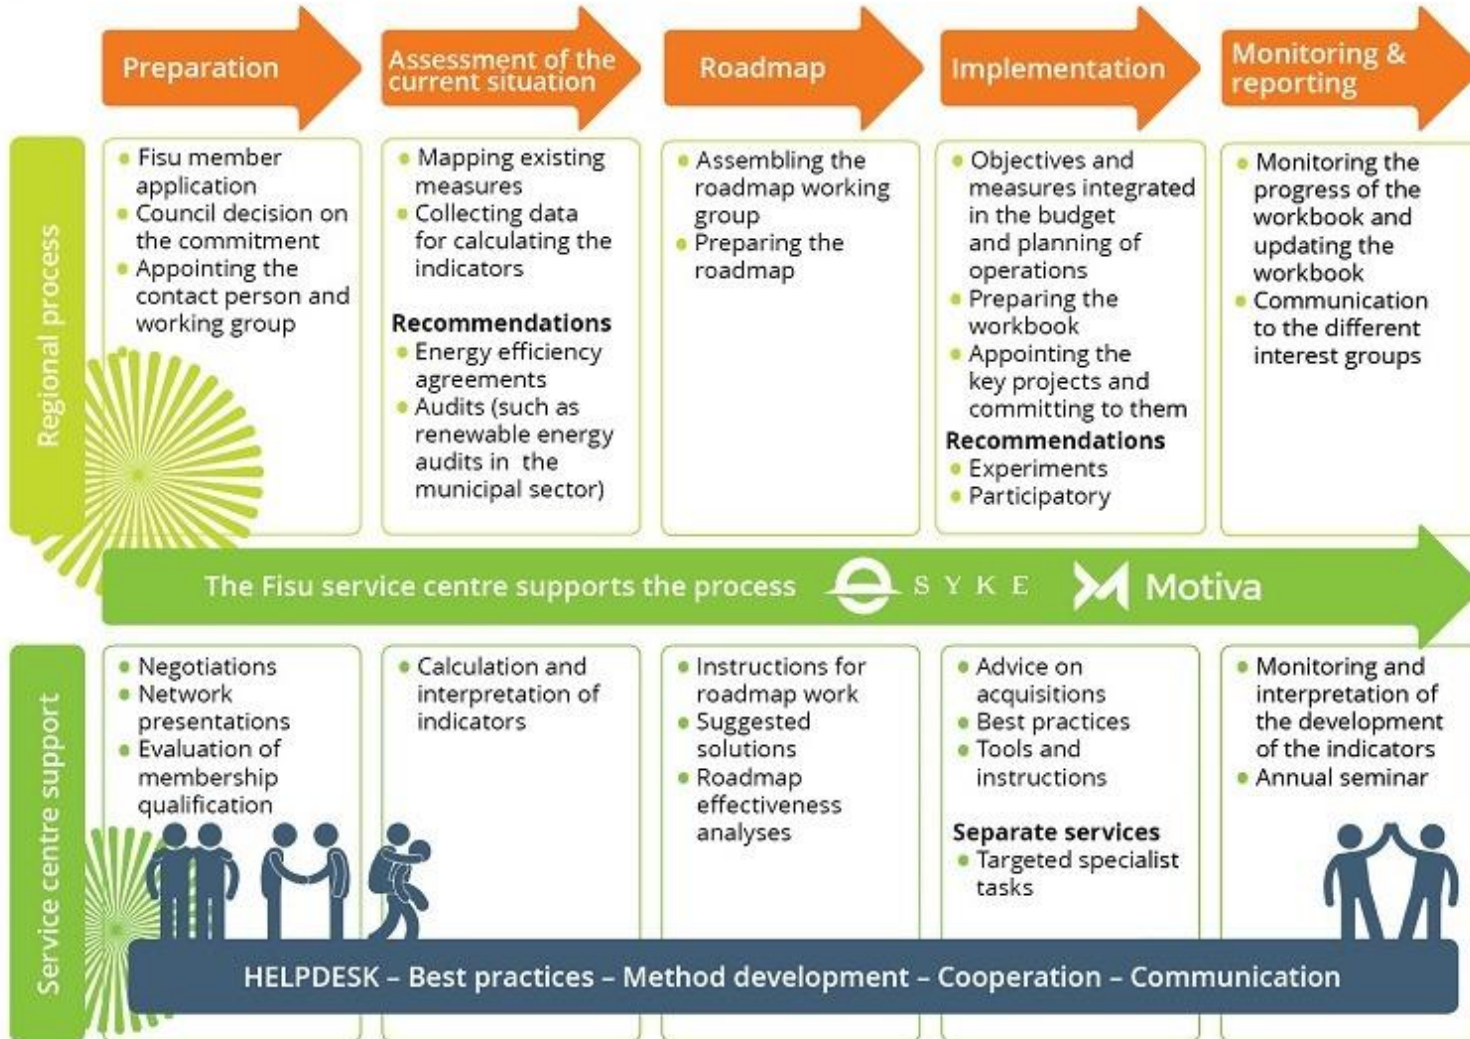 Preparation
Assessment of the
current situation
Roadmap
Implementation
Monitoring &
reporting
Regional process
• Fisu member
application
• Council decision on
the commitment
• Appointing the
contact person and
working group
• Mapping existing
measures
• Collecting data
for calculating the
indicators
Recommendations
• Energy efficiency
agreements
• Audits (such as
renewable energy
audits in the
municipal sector)
• Assembling the
roadmap working
group
• Preparing the
roadmap
• Objectives and
measures integrated
in the budget
and planning of
operations
• Preparing the
workbook
• Appointing the
key projects and
committing to them
Recommendations
• Experiments
• Participatory
• Monitoring the
progress of the
workbook and
updating the
workbook
• Communication
to the different
interest groups
The Fisu service centre supports the process SYKE Motiva
Service centre support
• Negotiations
• Network
presentations
• Evaluation of
membership
qualification
• Calculation and
interpretation of
indicators
• Instructions for
roadmap work
• Suggested
solutions
• Roadmap
effectiveness
analyses
• Advice on
acquisitions
• Best practices
• Tools and
instructions
Separate services
• Targeted specialist
tasks
• Monitoring and
interpretation of
the development
of the indicators
• Annual seminar
HELPDESK – Best practices – Method development – Cooperation – Communication